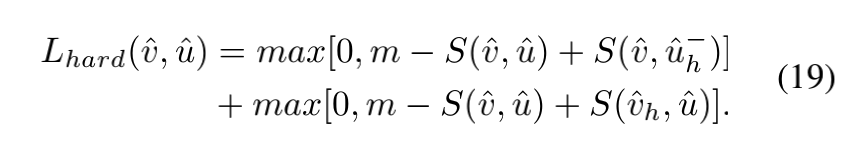 L_{hard}(\hat{v}, \hat{u}) = max[0, m − S(\hat{v}, \hat{u}) + S(\hat{v}, \hat{u}_h^-)]
+ max[0, m − S(\hat{v}, \hat{u}) + S(\hat{v}_h, \hat{u})]. (19)